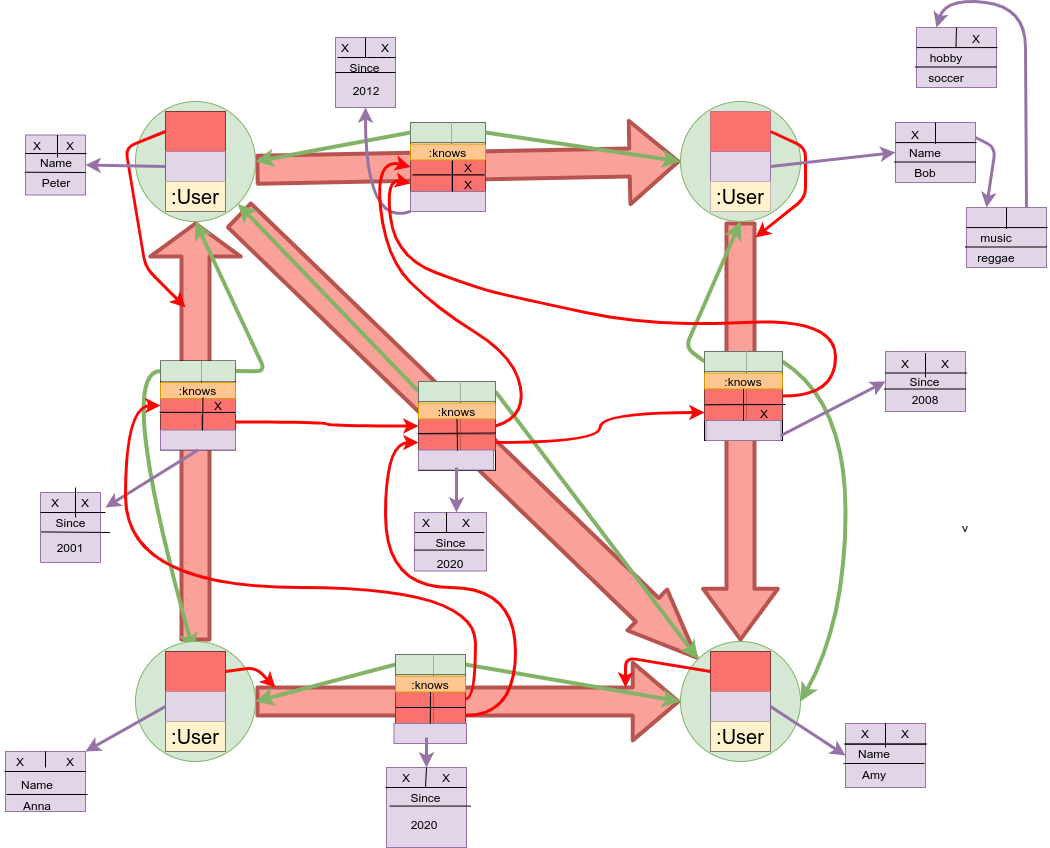 X X
Since
2012
X
hobby
soccer
X X
Name
Peter
:User
:knows
X
X
:User
X
Name
Bob
music
reggae
:knows
X
:knows
:knows
X
X X
Since
2008
X X
Since
2001
X X
Since
2020
v
:User
:knows
:User
X X
Name
Anna
X X
Since
2020
X X
Name
Amy